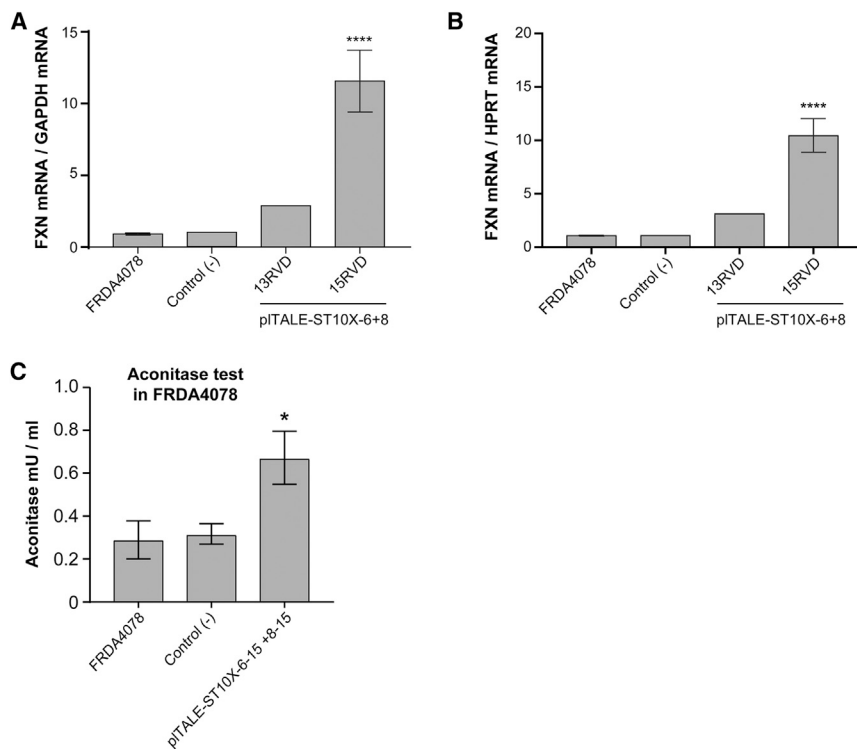 A
FXN mRNA / GAPDH mRNA
15
10
5
0
****
FRDA4078
Control (-)
13RVD
15RVD
pITALE-ST10X-6+8
B
FXN mRNA / HPRT mRNA
20
15
10
5
0
****
FRDA4078
Control (-)
13RVD
15RVD
pITALE-ST10X-6+8
C
Aconitase test
in FRDA4078
Aconitase mU / ml
1.0
0.8
0.6
0.4
0.2
0
*
FRDA4078
Control (-)
pITALE-ST10X-6-15 +8-15